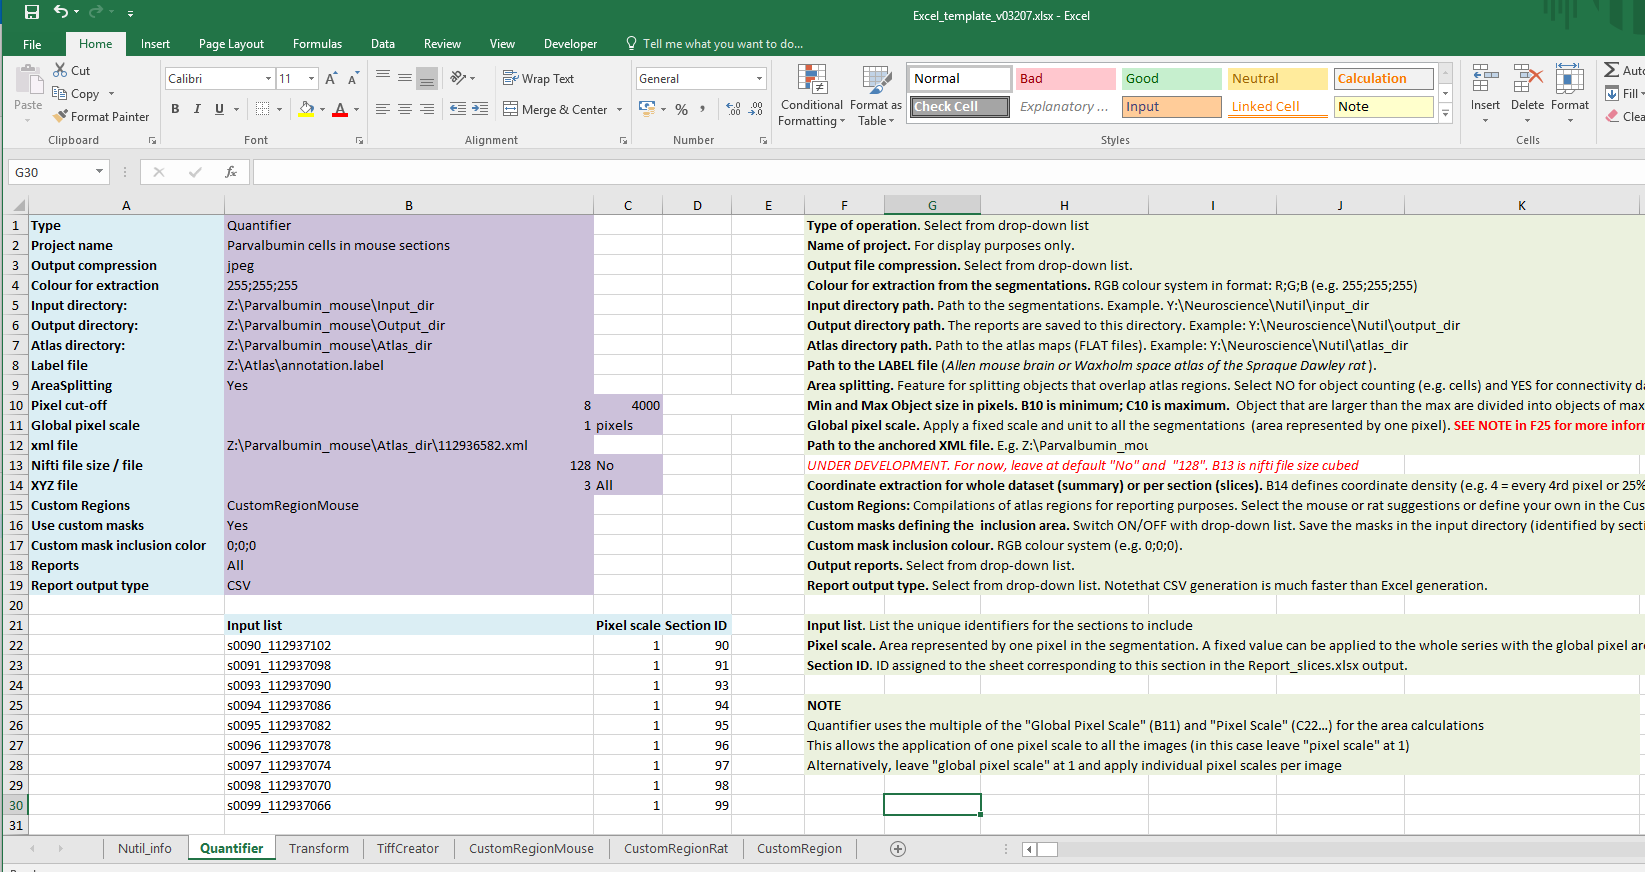 Excel_template_v03207.xlsx - Excel
File Home Insert Page Layout Formulas Data Review View Developer Tell me what you want to do...
Paste Cut Copy Format Painter Clipboard
Calibri 11 A A B I U A Font
Wrap Text Merge & Center Alignment
General % , .0 .00 Number
Conditional Formatting Format as Table
Normal Bad Good Neutral Calculation
Check Cell Explanatory ... Input Linked Cell Note
Styles
Insert Delete Format Cells
Fill
G30 fx
A B C D E F G H I J K
1 Type Quantifier Type of operation. Select from drop-down list
2 Project name Parvalbumin cells in mouse sections Name of project. For display purposes only.
3 Output compression jpeg Output file compression. Select from drop-down list.
4 Colour for extraction 255;255;255 Colour for extraction from the segmentations. RGB colour system in format: R;G;B (e.g. 255;255;255)
5 Input directory: Z:\Parvalbumin_mouse\Input_dir Input directory path. Path to the segmentations. Example. Y:\Neuroscience\Nutil\input_dir
6 Output directory: Z:\Parvalbumin_mouse\Output_dir Output directory path. The reports are saved to this directory. Example: Y:\Neuroscience\Nutil\output_dir
7 Atlas directory: Z:\Parvalbumin_mouse\Atlas_dir Atlas directory path. Path to the atlas maps (FLAT files). Example: Y:\Neuroscience\Nutil\atlas_dir
8 Label file Z:\Atlas\annotation.label Path to the LABEL file (Allen mouse brain or Waxholm space atlas of the Spraque Dawley rat).
9 AreaSplitting Yes Area splitting. Feature for splitting objects that overlap atlas regions. Select NO for object counting (e.g. cells) and YES for connectivity da
10 Pixel cut-off 8 4000 Min and Max Object size in pixels. B10 is minimum; C10 is maximum. Object that are larger than the max are divided into objects of max
11 Global pixel scale 1 pixels Global pixel scale. Apply a fixed scale and unit to all the segmentations (area represented by one pixel). SEE NOTE in F25 for more infor
12 xml file Z:\Parvalbumin_mouse\Atlas_dir\112936582.xml Path to the anchored XML file. E.g. Z:\Parvalbumin_mou
13 Nifti file size / file 128 No UNDER DEVELOPMENT. For now, leave at default "No" and "128". B13 is nifti file size cubed
14 XYZ file 3 All Coordinate extraction for whole dataset (summary) or per section (slices). B14 defines coordinate density (e.g. 4 = every 4rd pixel or 25%
15 Custom Regions CustomRegionMouse Custom Regions: Compilations of atlas regions for reporting purposes. Select the mouse or rat suggestions or define your own in the Cus
16 Use custom masks Yes Custom masks defining the inclusion area. Switch ON/OFF with drop-down list. Save the masks in the input directory (identified by secti
17 Custom mask inclusion color 0;0;0 Custom mask inclusion colour. RGB colour system (e.g. 0;0;0).
18 Reports All Output reports. Select from drop-down list.
19 Report output type CSV Report output type. Select from drop-down list. Notethat CSV generation is much faster than Excel generation.
20
21 Input list Pixel scale Section ID Input list. List the unique identifiers for the sections to include
22 s0090_112937102 1 90 Pixel scale. Area represented by one pixel in the segmentation. A fixed value can be applied to the whole series with the global pixel are
23 s0091_112937098 1 91 Section ID. ID assigned to the sheet corresponding to this section in the Report_slices.xlsx output.
24 s0093_112937090 1 93
25 s0094_112937086 1 94 NOTE
26 s0095_112937082 1 95 Quantifier uses the multiple of the "Global Pixel Scale" (B11) and "Pixel Scale" (C22...) for the area calculations
27 s0096_112937078 1 96 This allows the application of one pixel scale to all the images (in this case leave "pixel scale" at 1)
28 s0097_112937074 1 97 Alternatively, leave "global pixel scale" at 1 and apply individual pixel scales per image
29 s0098_112937070 1 98
30 s0099_112937066 1 99
31
Nutil_info Quantifier Transform TiffCreator CustomRegionMouse CustomRegionRat CustomRegion